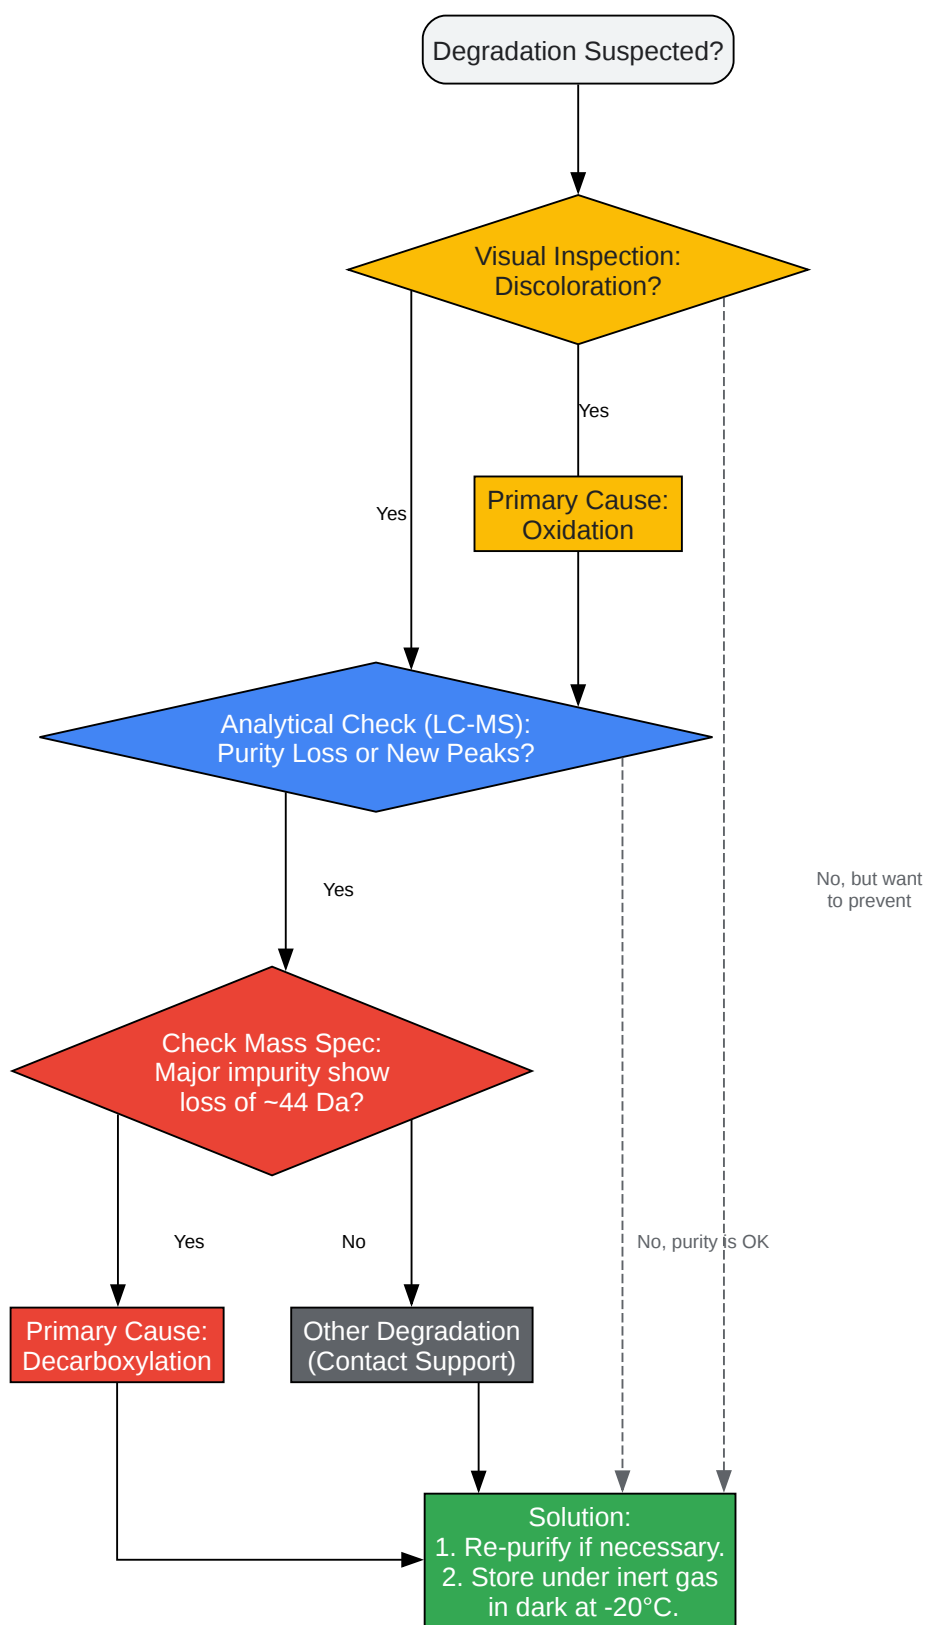 Degradation Suspected?
Visual Inspection:
Discoloration?
Yes
Primary Cause:
Oxidation
Yes
Analytical Check (LC-MS):
Purity Loss or New Peaks?
Yes
No, but want
to prevent
Check Mass Spec:
Major impurity show
loss of ~44 Da?
Yes
No
No, purity is OK
Primary Cause:
Decarboxylation
Other Degradation
(Contact Support)
Solution:
1. Re-purify if necessary.
2. Store under inert gas
in dark at -20°C.